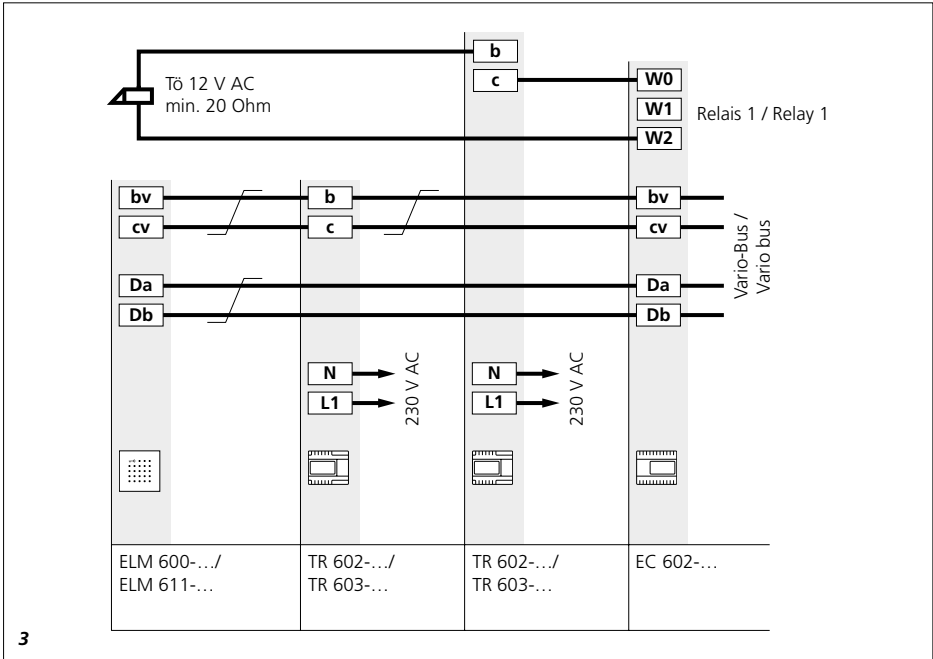 b
c
W0
Tö 12 V AC
min. 20 Ohm
W1
Relais 1 / Relay 1
W2
bv
b
bv
cv
c
cv
Vario-Bus /
Vario bus
Da
Da
Db
Db
N
N
230 V AC
230 V AC
L1
L1
ELM 600-…/
ELM 611-…
TR 602-…/
TR 603-…
TR 602-…/
TR 603-…
EC 602-…
3